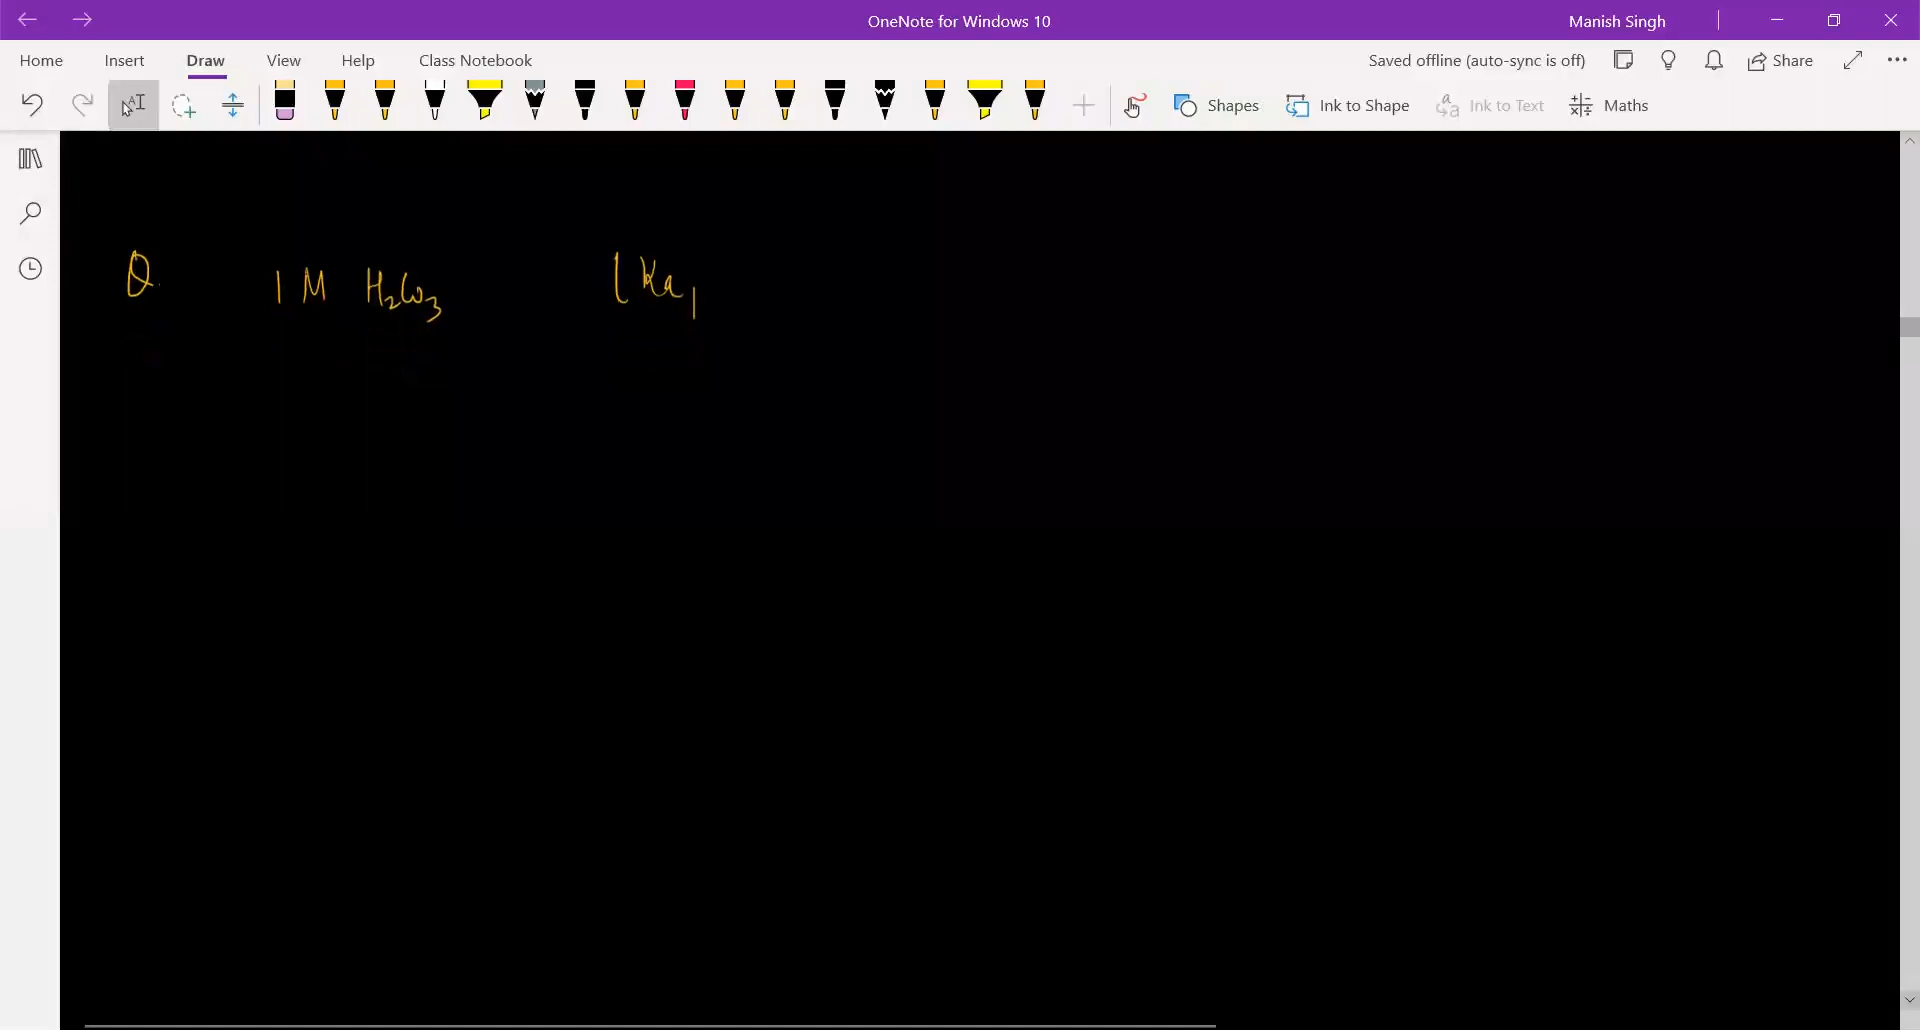 OneNote for Windows 10
Manish Singh
Home Insert Draw View Help Class Notebook
Saved offline (auto-sync is off) Share
Shapes Ink to Shape Ink to Text Maths
Q. 1 M H₂CO₃ (Ka₁